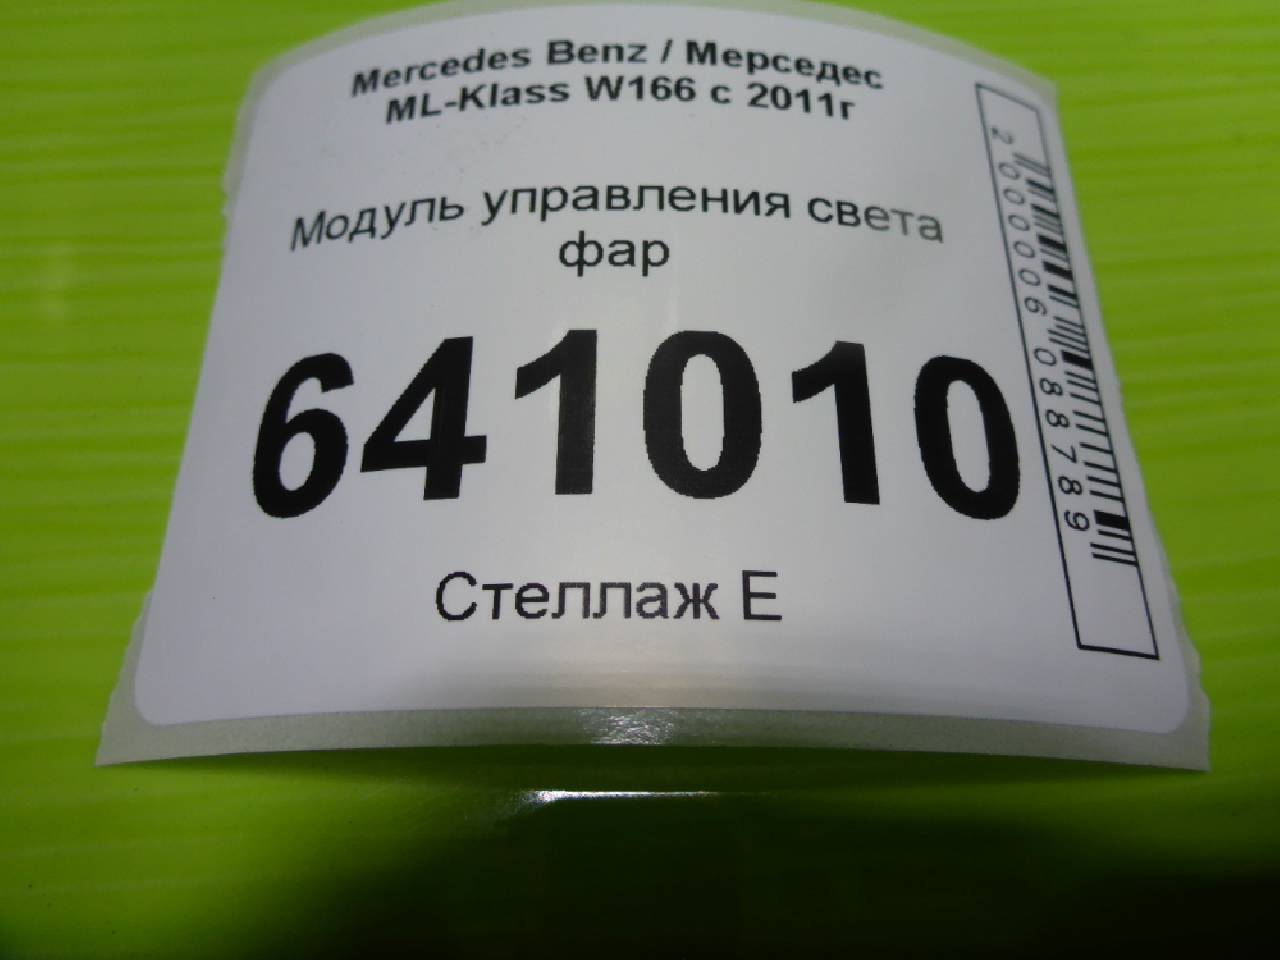 Mercedes Benz / Мерседес
ML-Klass W166 с 2011г
Модуль управления света
фар
641010
Стеллаж Е
2000006088789